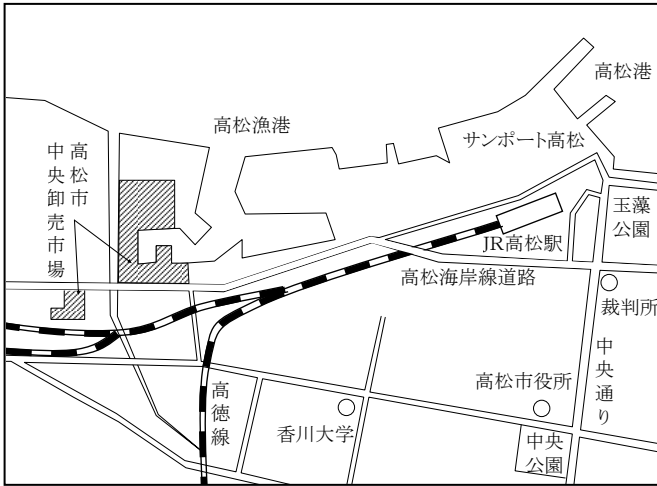 高松港
高松漁港
サンポート高松
高松市
中央卸売市場
玉藻
公園
JR高松駅
高松海岸線道路
裁判所
中央通り
高松市役所
高徳線
香川大学
中央
公園